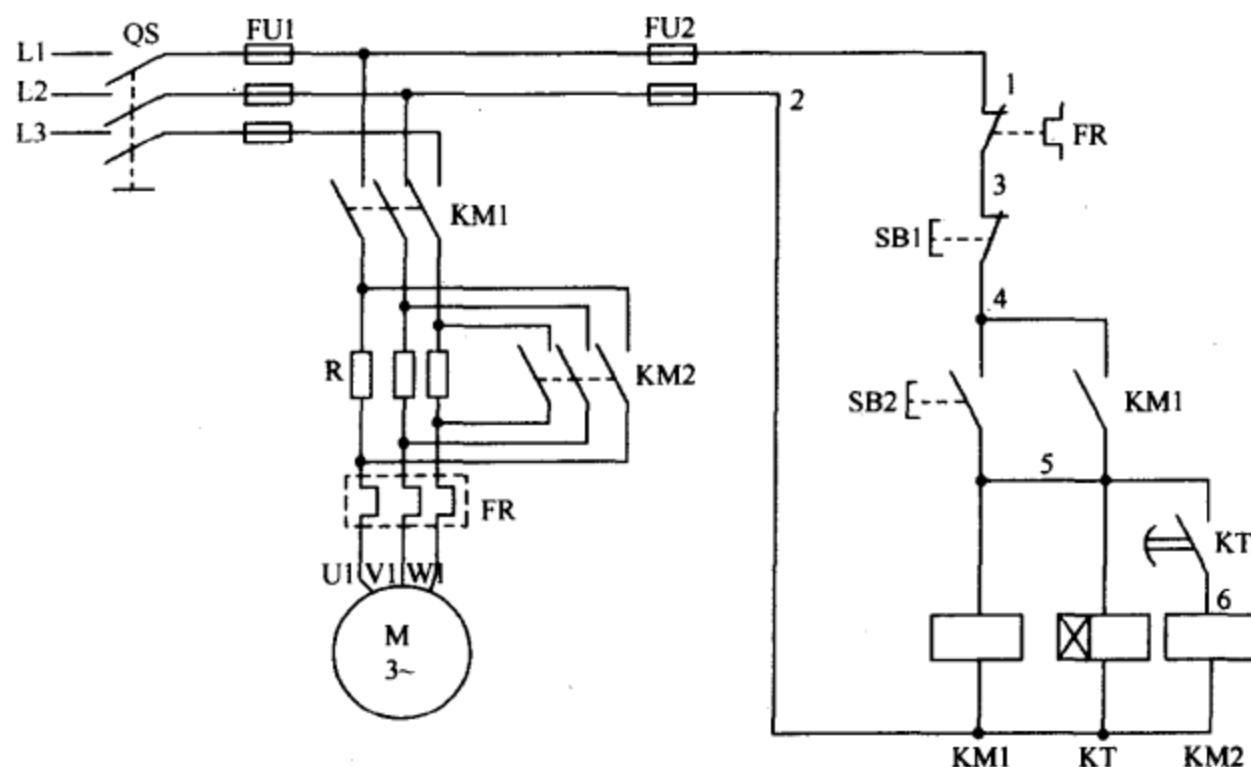 QS FU1 FU2
L1
L2 2 1
L3 FR
3
KM1 SB1
4
R KM2 SB2 KM1
5
FR KT
U1 V1 W1 6
M
3~
KM1 KT KM2